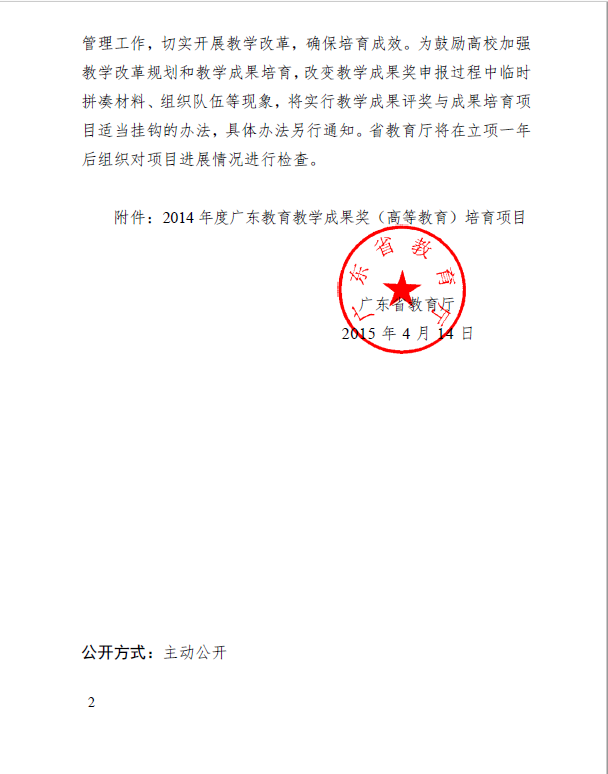 管理工作，切实开展教学改革，确保培育成效。为鼓励高校加强
教学改革规划和教学成果培育，改变教学成果奖申报过程中临时
拼凑材料、组织队伍等现象，将实行教学成果评奖与成果培育项
目适当挂钩的办法，具体办法另行通知。省教育厅将在立项一年
后组织对项目进展情况进行检查。
附件：2014 年度广东教育教学成果奖（高等教育）培育项目
广东省教育厅
广东省教育厅
2015 年 4 月 14 日
公开方式：主动公开
2